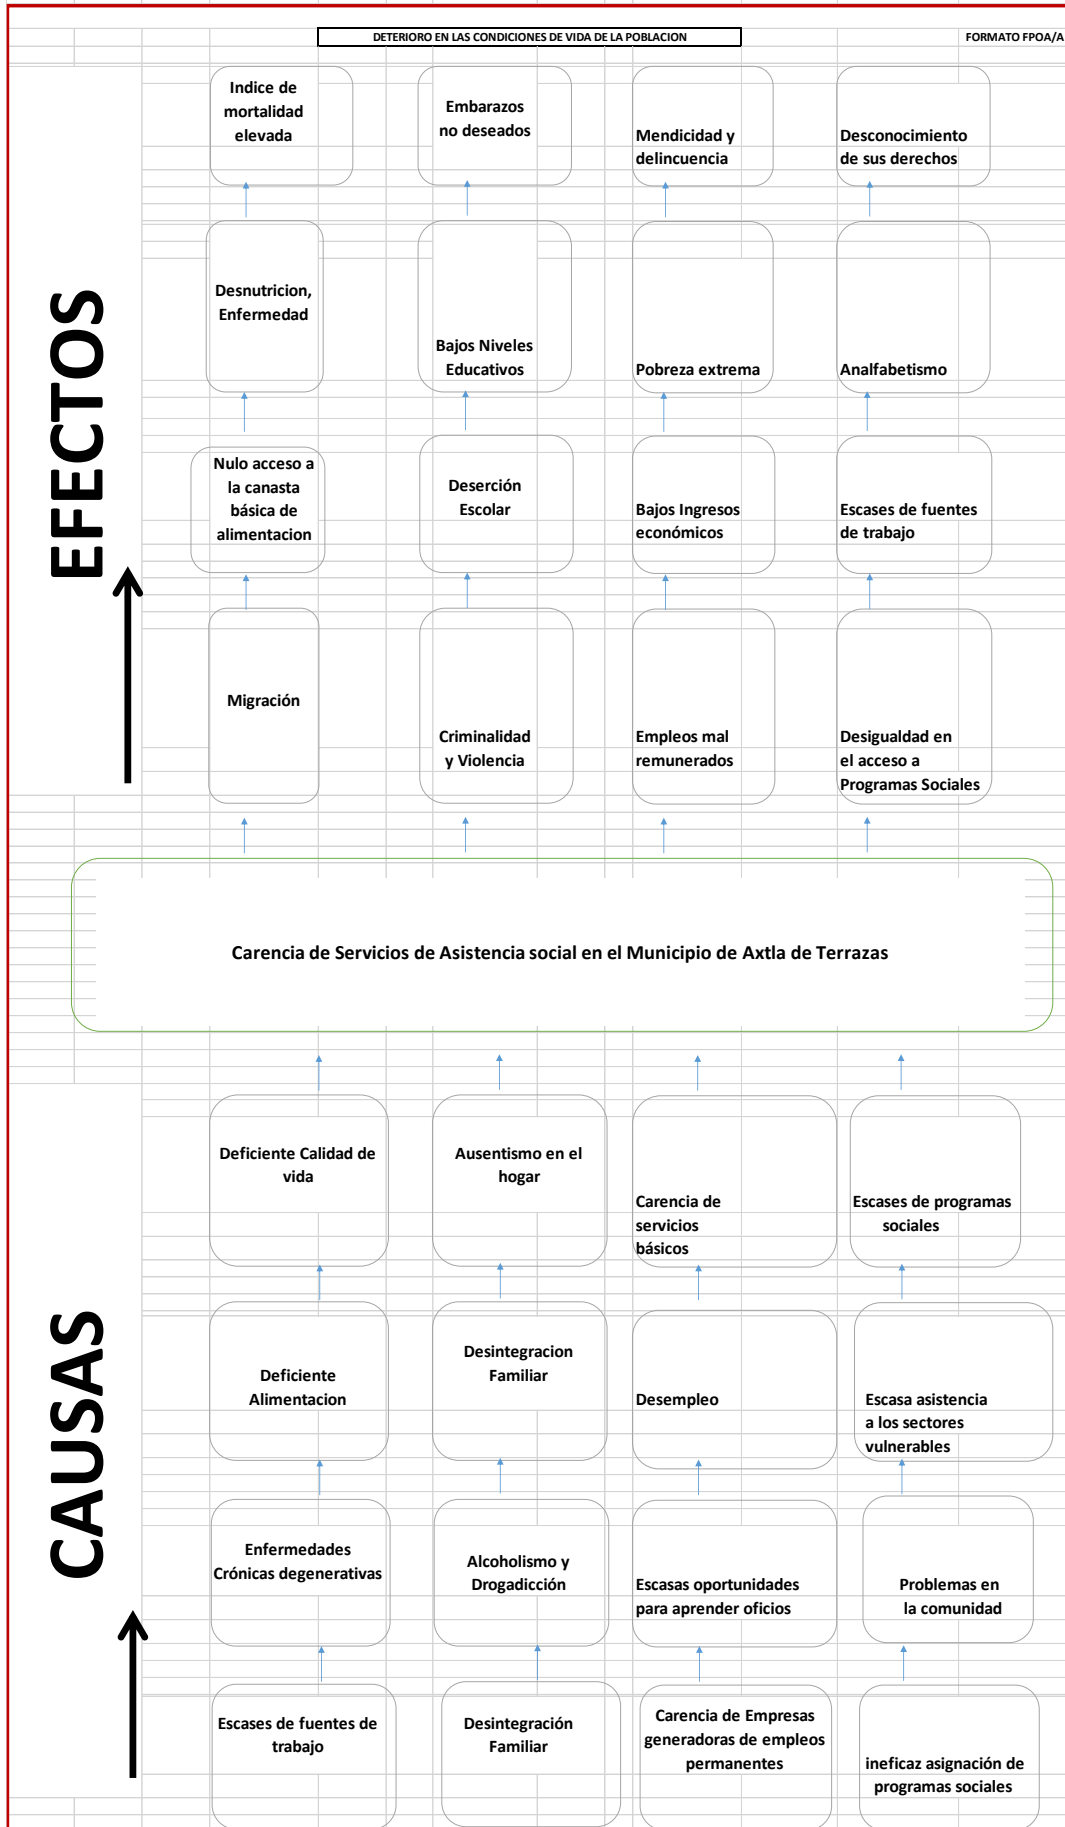 DETERIORO EN LAS CONDICIONES DE VIDA DE LA POBLACION
FORMATO FPOA/A
EFECTOS
Indice de
mortalidad
elevada
Embarazos
no deseados
Mendicidad y
delincuencia
Desconocimiento
de sus derechos
Desnutricion,
Enfermedad
Bajos Niveles
Educativos
Pobreza extrema
Analfabetismo
Nulo acceso a
la canasta
básica de
alimentacion
Deserción
Escolar
Bajos Ingresos
económicos
Escases de fuentes
de trabajo
Migración
Criminalidad
y Violencia
Empleos mal
remunerados
Desigualdad en
el acceso a
Programas Sociales
Carencia de Servicios de Asistencia social en el Municipio de Axtla de Terrazas
CAUSAS
Deficiente Calidad de
vida
Ausentismo en el
hogar
Carencia de
servicios
básicos
Escases de programas
sociales
Deficiente
Alimentacion
Desintegracion
Familiar
Desempleo
Escasa asistencia
a los sectores
vulnerables
Enfermedades
Crónicas degenerativas
Alcoholismo y
Drogadicción
Escasas oportunidades
para aprender oficios
Problemas en
la comunidad
Escases de fuentes de
trabajo
Desintegración
Familiar
Carencia de Empresas
generadoras de empleos
permanentes
ineficaz asignación de
programas sociales